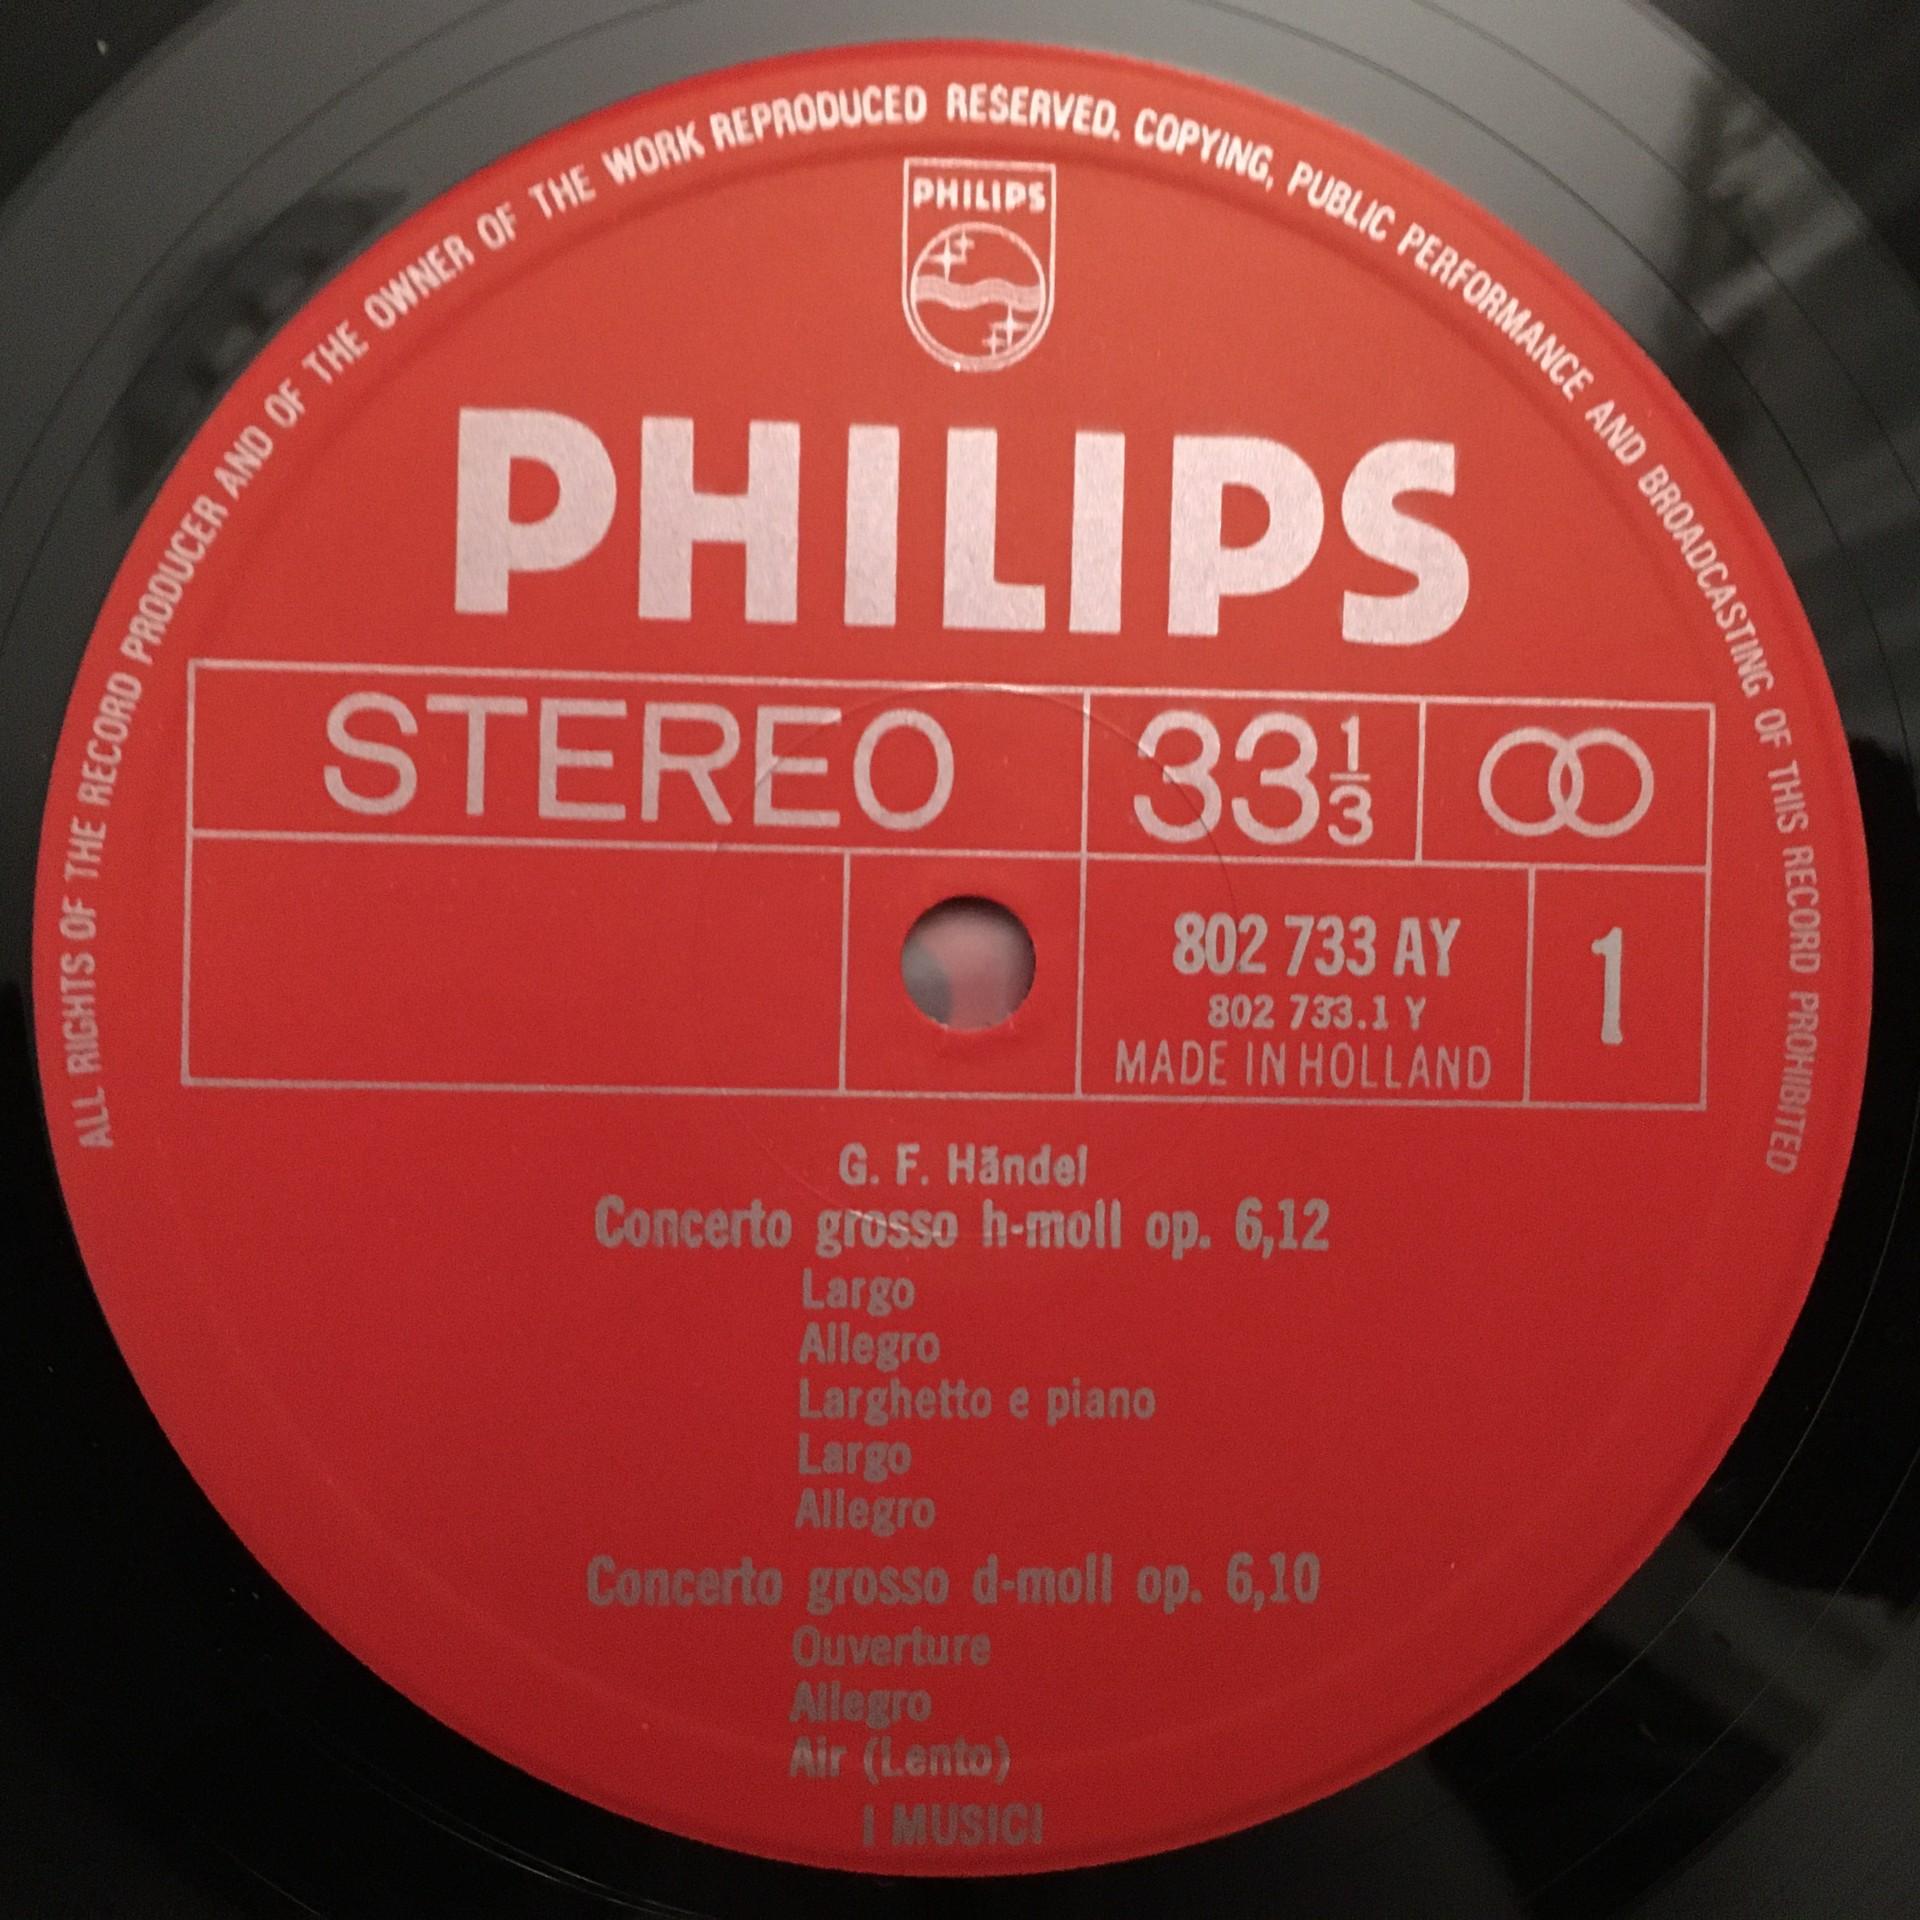 ALL RIGHTS OF THE RECORD PRODUCER AND OF THE OWNER OF THE WORK REPRODUCED RESERVED. COPYING, PUBLIC PERFORMANCE AND BROADCASTING OF THIS RECORD PROHIBITED
PHILIPS
PHILIPS
STEREO 33 1/3
802 733 AY 1
802 733.1 Y
MADE IN HOLLAND
G. F. Händel
Concerto grosso h-moll op. 6,12
Largo
Allegro
Larghetto e piano
Largo
Allegro
Concerto grosso d-moll op. 6,10
Ouverture
Allegro
Air (Lento)
I MUSICI